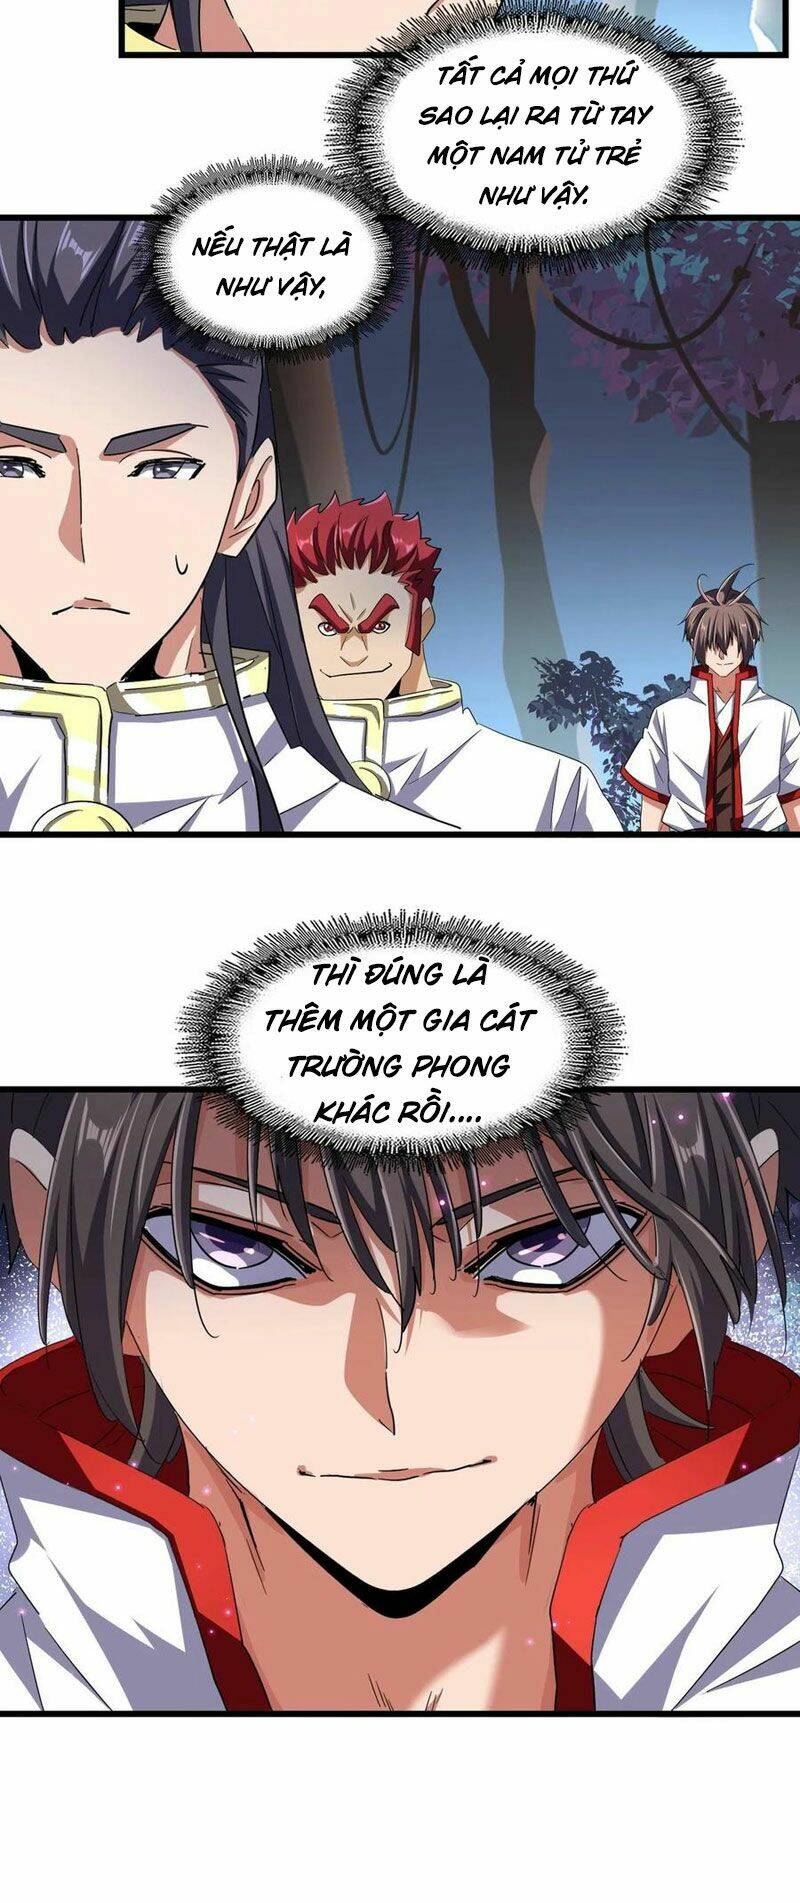 TẤT CẢ MỌI THỨ
SAO LẠI RA TỪ TAY
MỘT NAM TỬ TRẺ
NHƯ VẬY.
NẾU THẬT LÀ
NHƯ VẬY,
THÌ ĐÚNG LÀ
THÊM MỘT GIA CÁT
TRƯỜNG PHONG
KHÁC RỒI....